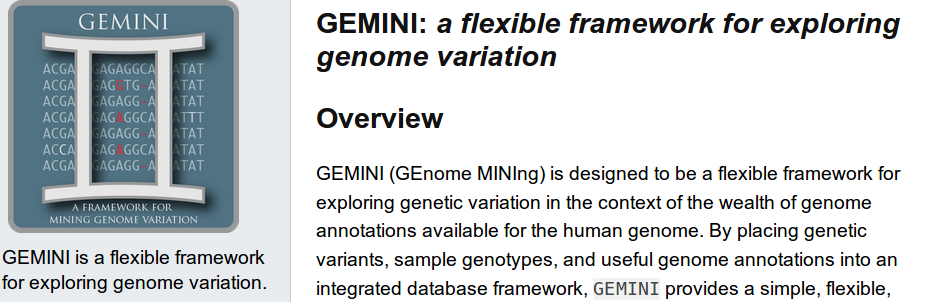 GEMINI
ACGA GAGAGGCA ATAT
ACGA GAGGTG-A ATAT
ACGA GAGAGG-A ATAT
ACGA GAGAGGCA ATTT
ACGA GAGAGG-A ATAT
ACCA GAGAGGCA ATAT
ACGA GAGAGG-A ATAT
A FRAMEWORK FOR
MINING GENOME VARIATION
GEMINI is a flexible framework
for exploring genome variation.
GEMINI: a flexible framework for exploring
genome variation
Overview
GEMINI (GEnome MINIng) is designed to be a flexible framework for
exploring genetic variation in the context of the wealth of genome
annotations available for the human genome. By placing genetic
variants, sample genotypes, and useful genome annotations into an
integrated database framework, GEMINI provides a simple, flexible,